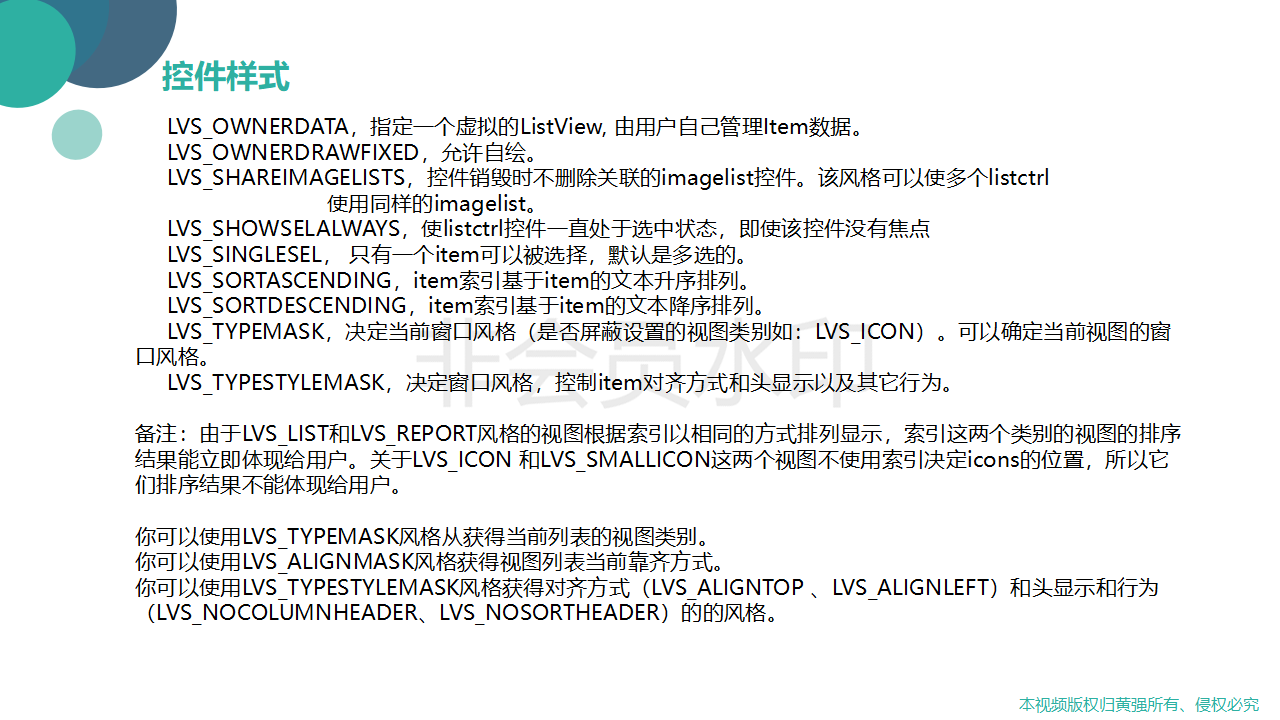 控件样式
LVS_OWNERDATA，指定一个虚拟的ListView, 由用户自己管理Item数据。
LVS_OWNERDRAWFIXED，允许自绘。
LVS_SHAREIMAGELISTS，控件销毁时不删除关联的imagelist控件。该风格可以使多个listctrl
使用同样的imagelist。
LVS_SHOWSELALWAYS，使listctrl控件一直处于选中状态，即使该控件没有焦点
LVS_SINGLESEL， 只有一个item可以被选择，默认是多选的。
LVS_SORTASCENDING，item索引基于item的文本升序排列。
LVS_SORTDESCENDING，item索引基于item的文本降序排列。
LVS_TYPEMASK，决定当前窗口风格（是否屏蔽设置的视图类别如：LVS_ICON）。可以确定当前视图的窗
口风格。
LVS_TYPESTYLEMASK，决定窗口风格，控制item对齐方式和头显示以及其它行为。
非会员水印
备注：由于LVS_LIST和LVS_REPORT风格的视图根据索引以相同的方式排列显示，索引这两个类别的视图的排序
结果能立即体现给用户。关于LVS_ICON 和LVS_SMALLICON这两个视图不使用索引决定icons的位置，所以它
们排序结果不能体现给用户。
你可以使用LVS_TYPEMASK风格从获得当前列表的视图类别。
你可以使用LVS_ALIGNMASK风格获得视图列表当前靠齐方式。
你可以使用LVS_TYPESTYLEMASK风格获得对齐方式（LVS_ALIGNTOP 、LVS_ALIGNLEFT）和头显示和行为
（LVS_NOCOLUMNHEADER、LVS_NOSORTHEADER）的的风格。
本视频版权归黄强所有、侵权必究